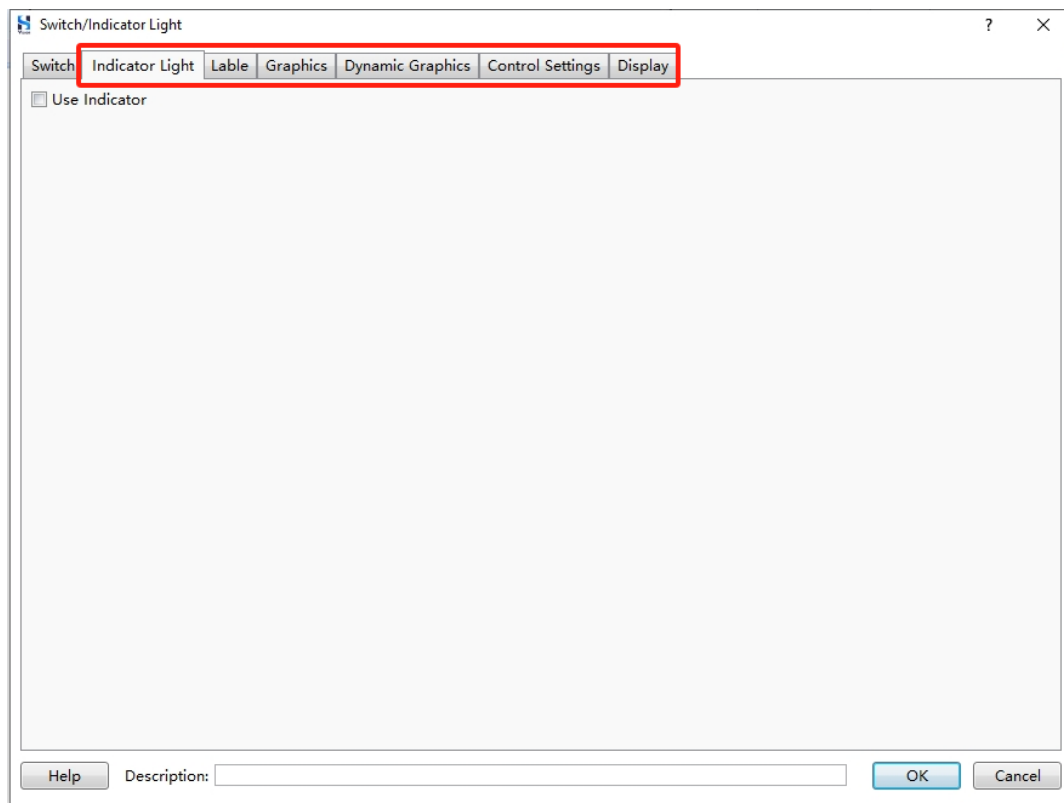 Switch/Indicator Light ?
Switch Indicator Light Lable Graphics Dynamic Graphics Control Settings Display
Use Indicator
Help Description: OK Cancel